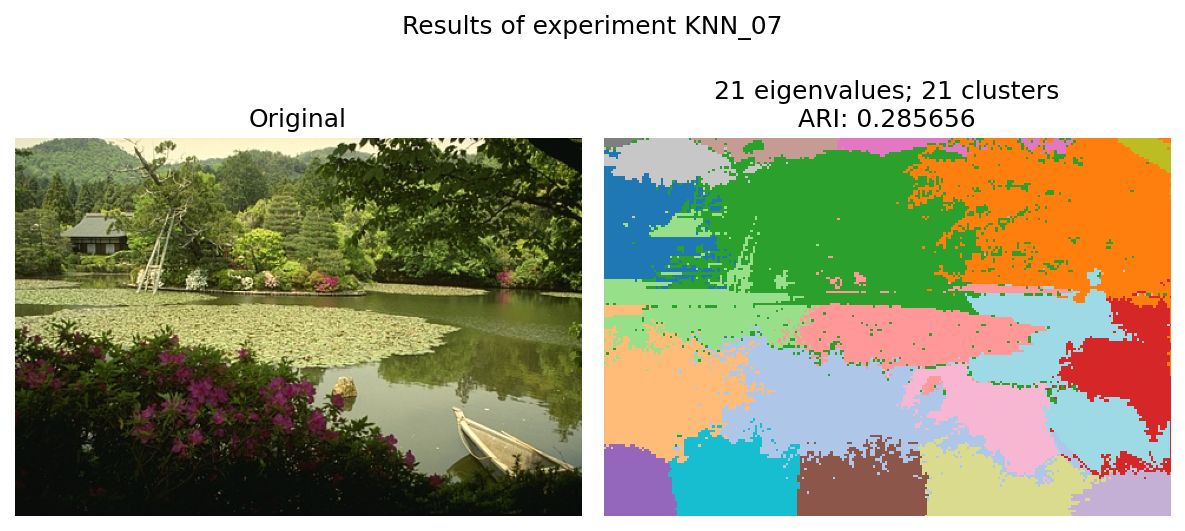 Results of experiment KNN_07
Original
21 eigenvalues; 21 clusters
ARI: 0.285656